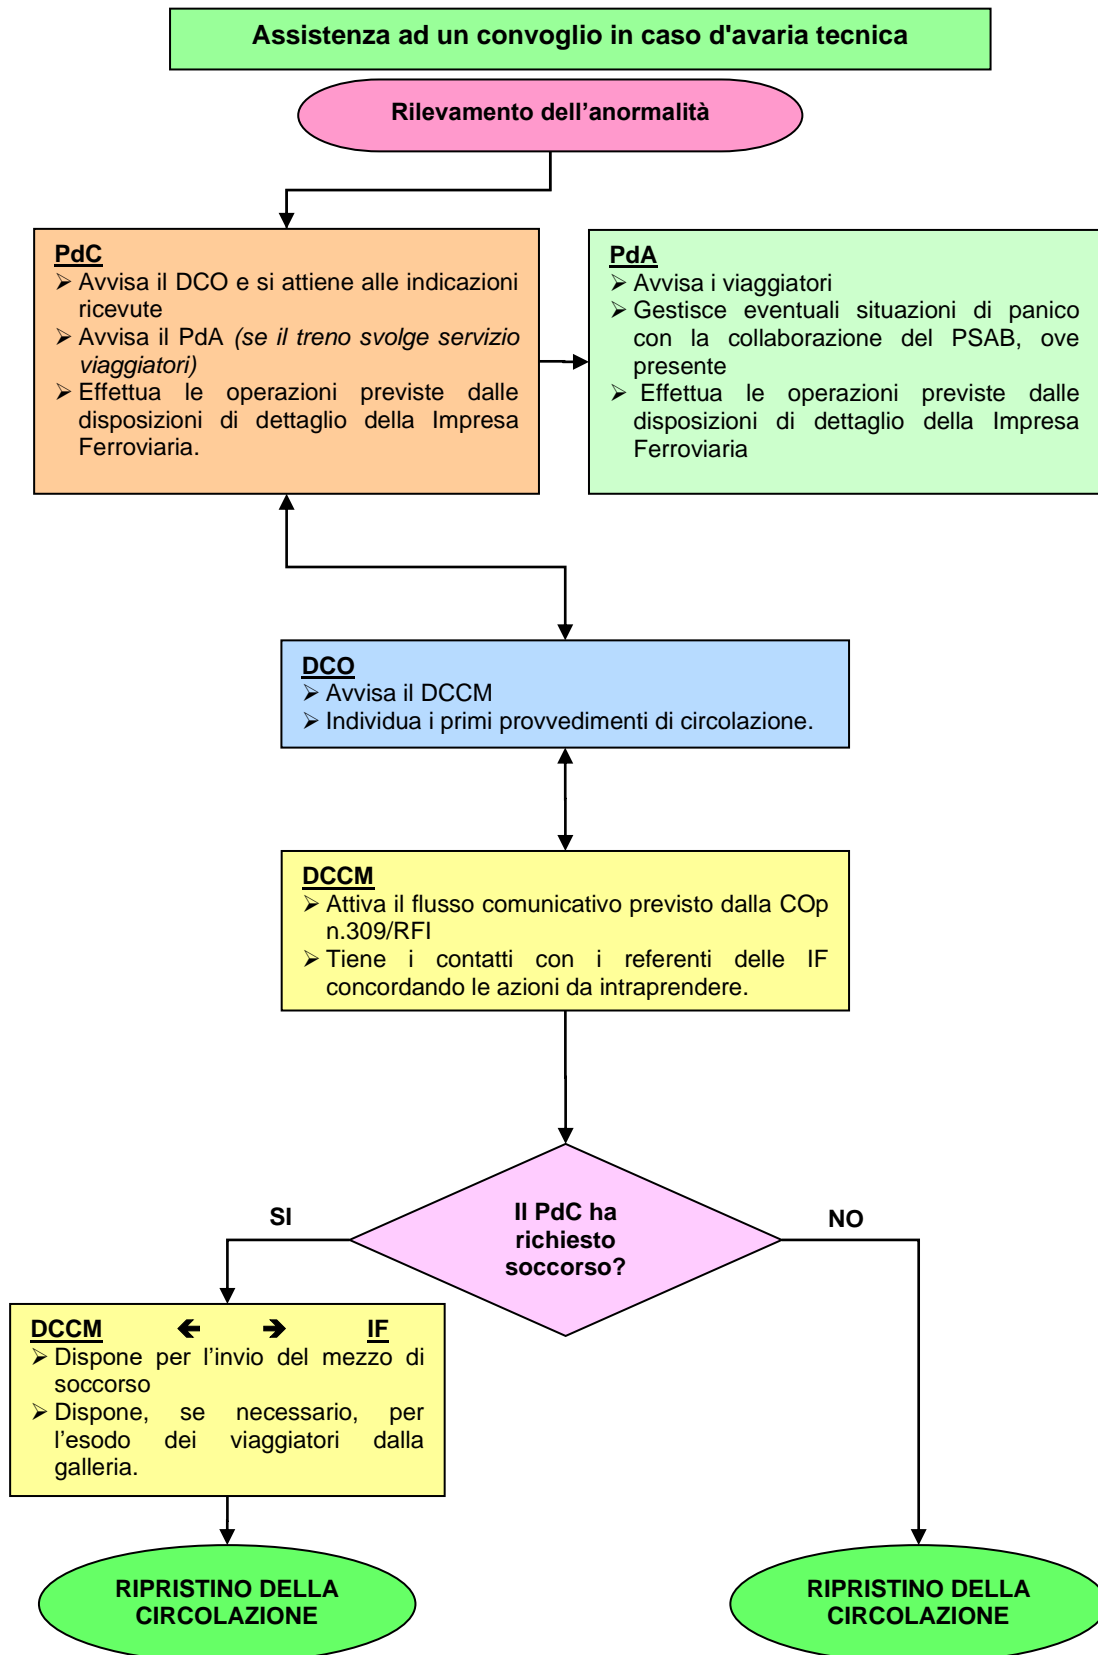 Assistenza ad un convoglio in caso d'avaria tecnica
Rilevamento dell'anormalità
PdC
➢ Avvisa il DCO e si attiene alle indicazioni
ricevute
➢ Avvisa il PdA (se il treno svolge servizio
viaggiatori)
➢ Effettua le operazioni previste dalle
disposizioni di dettaglio della Impresa
Ferroviaria.
PdA
➢ Avvisa i viaggiatori
➢ Gestisce eventuali situazioni di panico
con la collaborazione del PSAB, ove
presente
➢ Effettua le operazioni previste dalle
disposizioni di dettaglio della Impresa
Ferroviaria
DCO
➢ Avvisa il DCCM
➢ Individua i primi provvedimenti di circolazione.
DCCM
➢ Attiva il flusso comunicativo previsto dalla COp
n.309/RFI
➢ Tiene i contatti con i referenti delle IF
concordando le azioni da intraprendere.
Il PdC ha
richiesto
soccorso?
SI
NO
DCCM 🡸 🡺 IF
➢ Dispone per l'invio del mezzo di
soccorso
➢ Dispone, se necessario, per
l'esodo dei viaggiatori dalla
galleria.
RIPRISTINO DELLA
CIRCOLAZIONE
RIPRISTINO DELLA
CIRCOLAZIONE